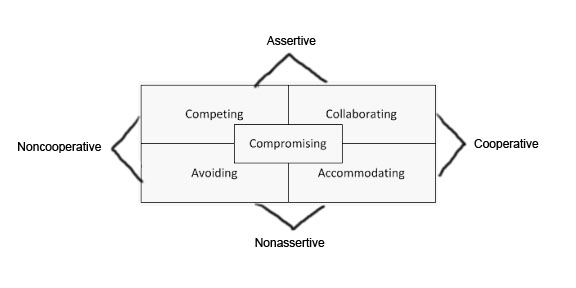 Assertive
Competing Collaborating
Noncooperative Compromising Cooperative
Avoiding Accommodating
Nonassertive